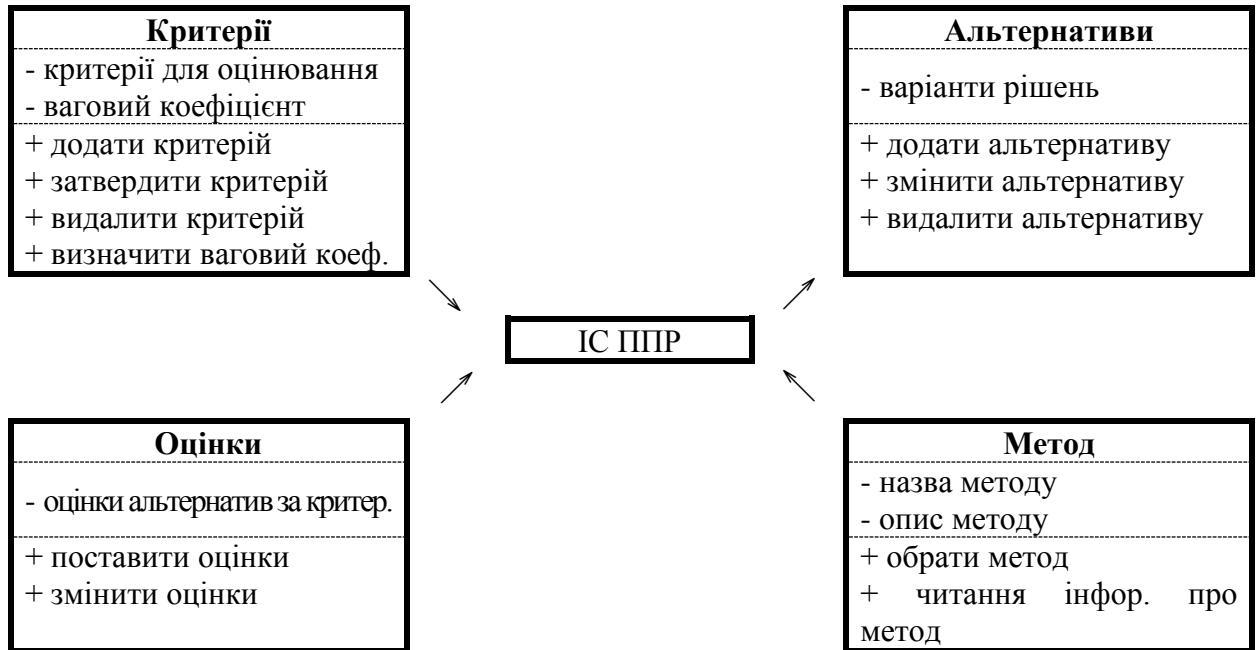 Критерії
- критерії для оцінювання
- ваговий коефіцієнт
+ додати критерій
+ затвердити критерій
+ видалити критерій
+ визначити ваговий коеф.
Альтернативи
- варіанти рішень
+ додати альтернативу
+ змінити альтернативу
+ видалити альтернативу
ІС ППР
Оцінки
- оцінки альтернатив за критер.
+ поставити оцінки
+ змінити оцінки
Метод
- назва методу
- опис методу
+ обрати метод
+ читання інфор. про
метод